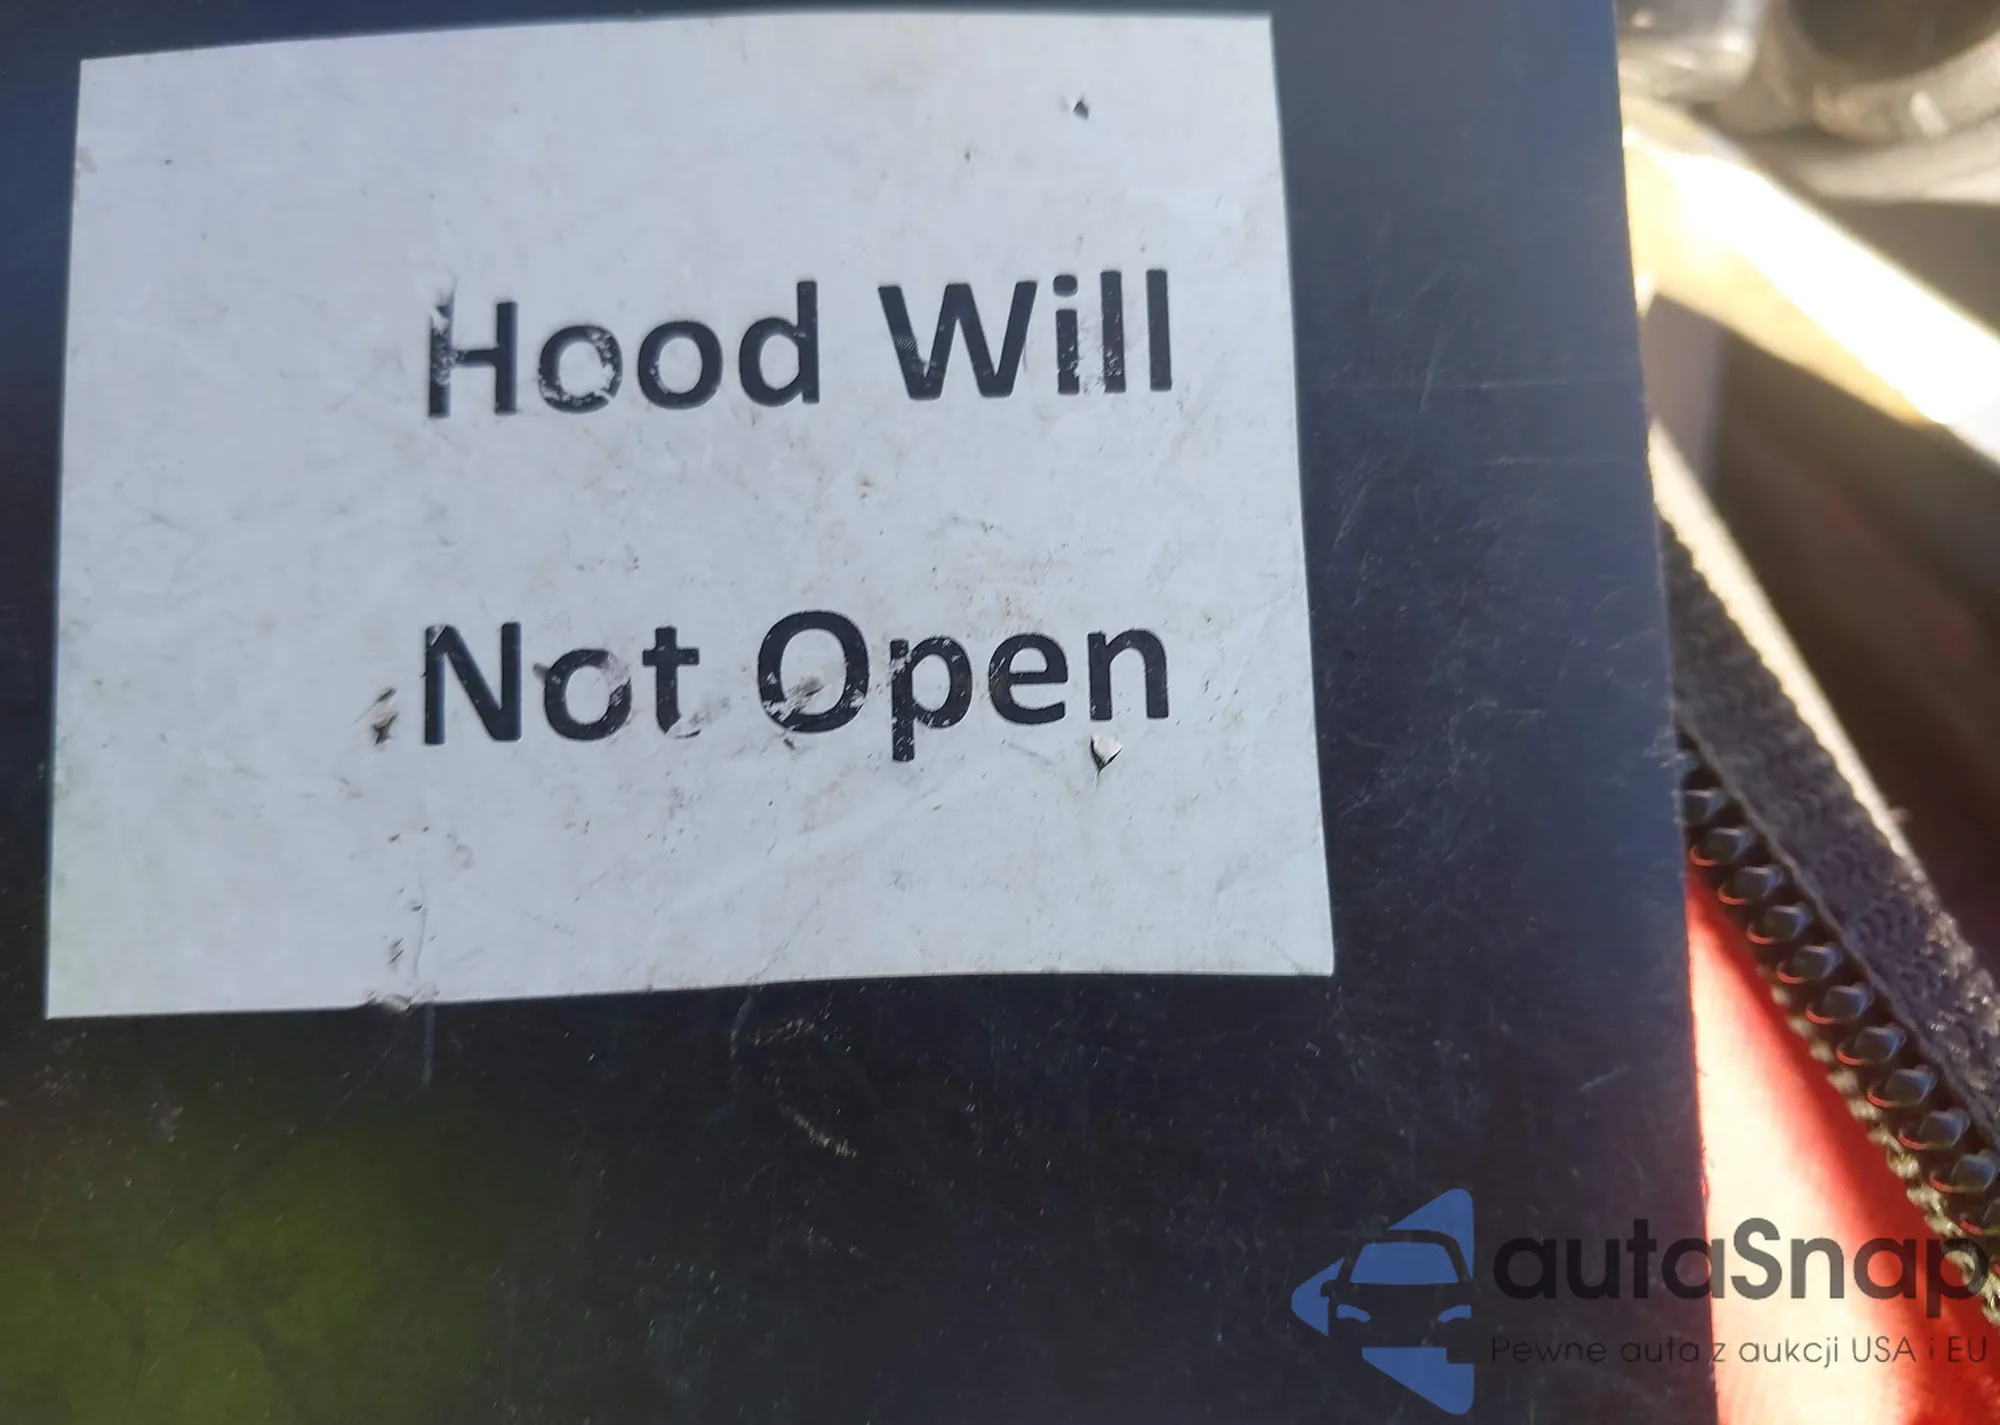 Hood Will
Not Open
autaSnap
Pewne auta z aukcji USA i EU